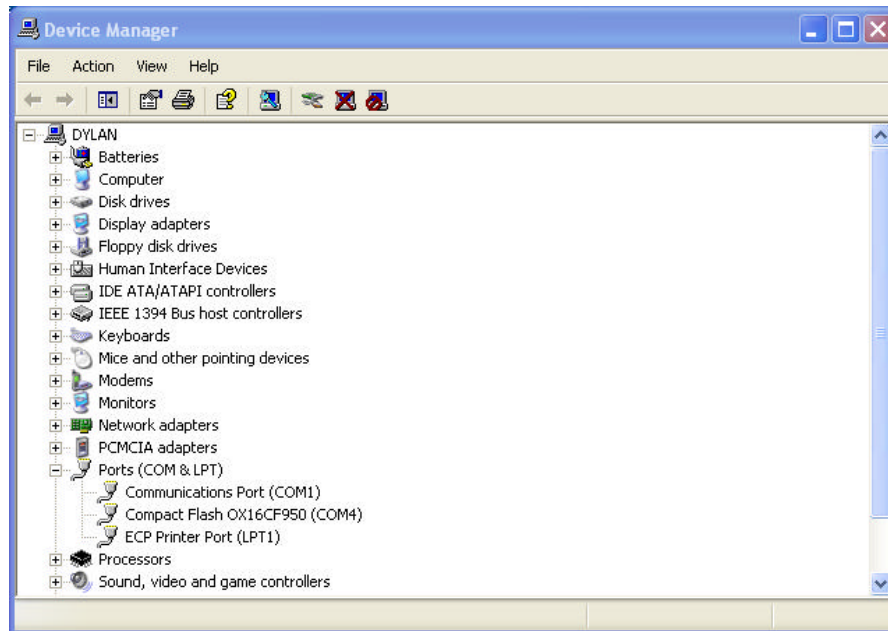 Device Manager
File Action View Help
DYLAN
Batteries
Computer
Disk drives
Display adapters
Floppy disk drives
Human Interface Devices
IDE ATA/ATAPI controllers
IEEE 1394 Bus host controllers
Keyboards
Mice and other pointing devices
Modems
Monitors
Network adapters
PCMCIA adapters
Ports (COM & LPT)
Communications Port (COM1)
Compact Flash OX16CF950 (COM4)
ECP Printer Port (LPT1)
Processors
Sound, video and game controllers